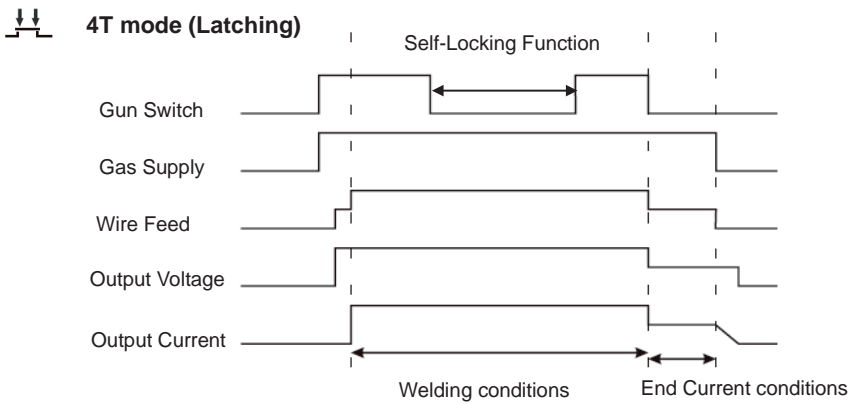 4T mode (Latching)
Self-Locking Function
Gun Switch
Gas Supply
Wire Feed
Output Voltage
Output Current
Welding conditions
End Current conditions